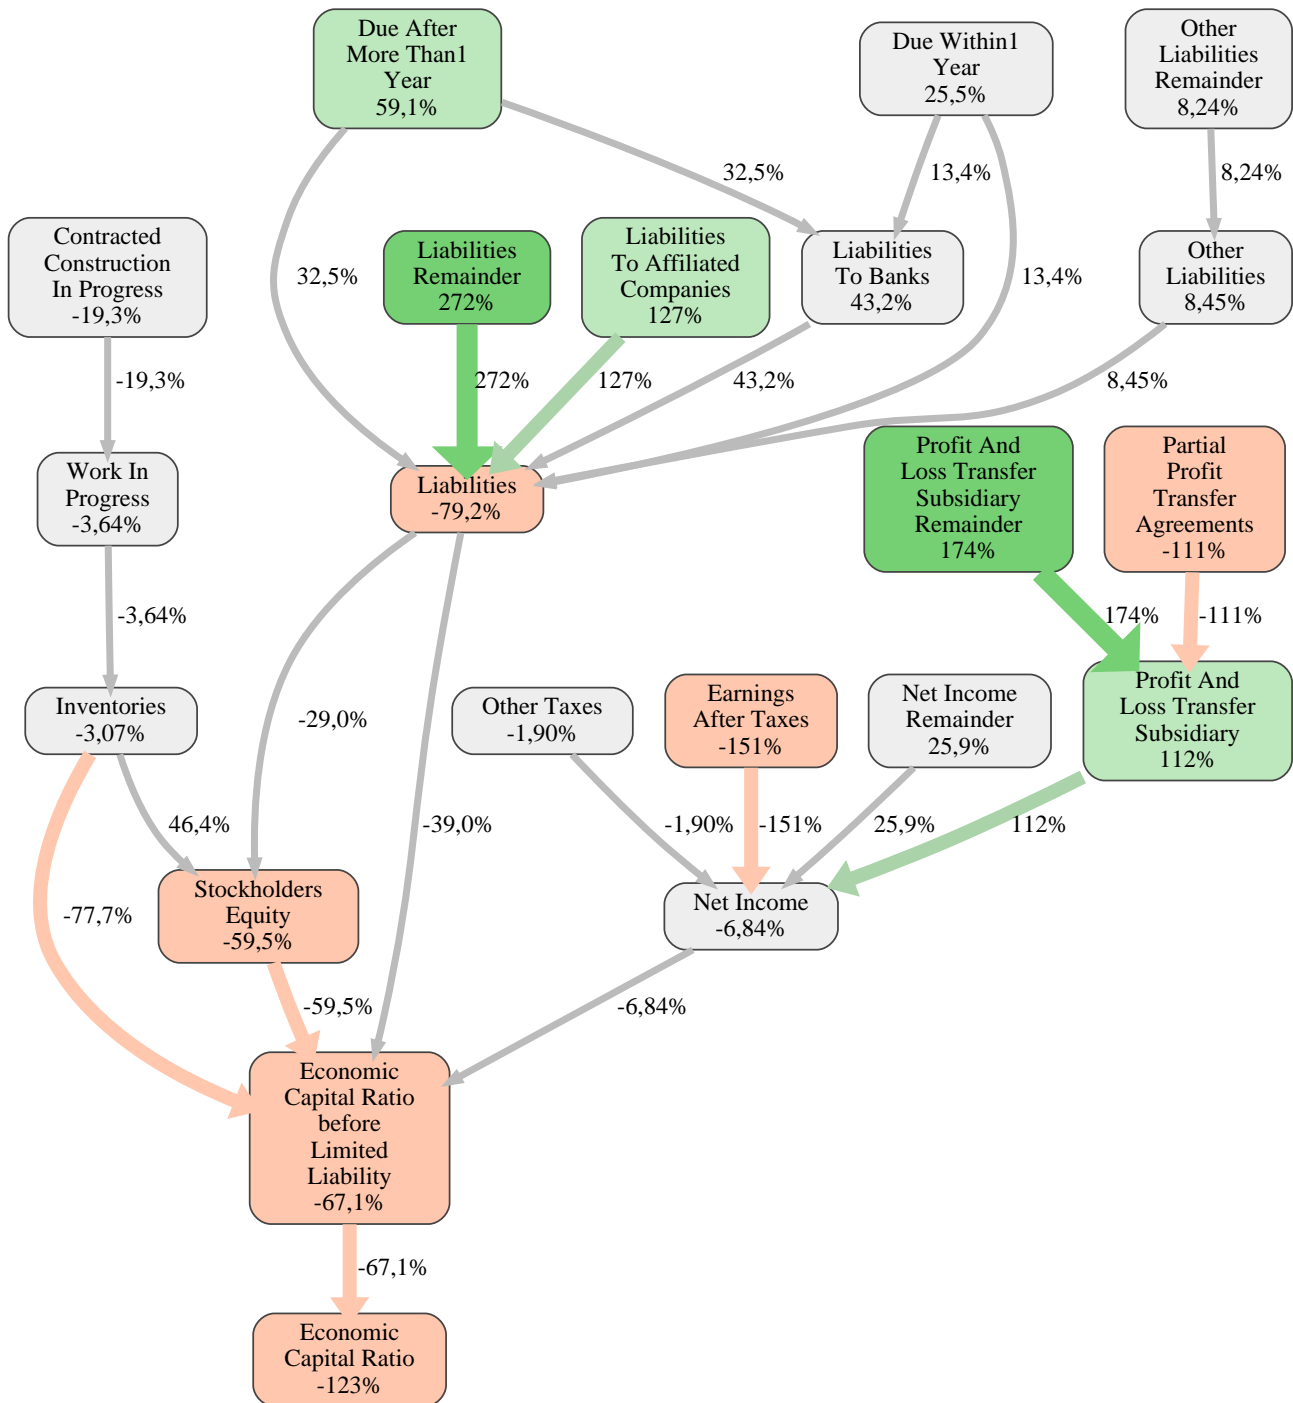 Due After
More Than1
Year
59,1%
Due Within1
Year
25,5%
Other
Liabilities
Remainder
8,24%
32,5%
13,4%
8,24%
Contracted
Construction
In Progress
-19,3%
32,5%
Liabilities
Remainder
272%
Liabilities
To Affiliated
Companies
127%
Liabilities
To Banks
43,2%
13,4%
Other
Liabilities
8,45%
-19,3%
272%
127%
43,2%
8,45%
Work In
Progress
-3,64%
Liabilities
-79,2%
Profit And
Loss Transfer
Subsidiary
Remainder
174%
Partial
Profit
Transfer
Agreements
-111%
-3,64%
174%
-111%
Inventories
-3,07%
-29,0%
Other Taxes
-1,90%
Earnings
After Taxes
-151%
Net Income
Remainder
25,9%
Profit And
Loss Transfer
Subsidiary
112%
46,4%
-39,0%
-1,90%
-151%
25,9%
112%
-77,7%
Stockholders
Equity
-59,5%
Net Income
-6,84%
-59,5%
-6,84%
Economic
Capital Ratio
before
Limited
Liability
-67,1%
-67,1%
Economic
Capital Ratio
-123%